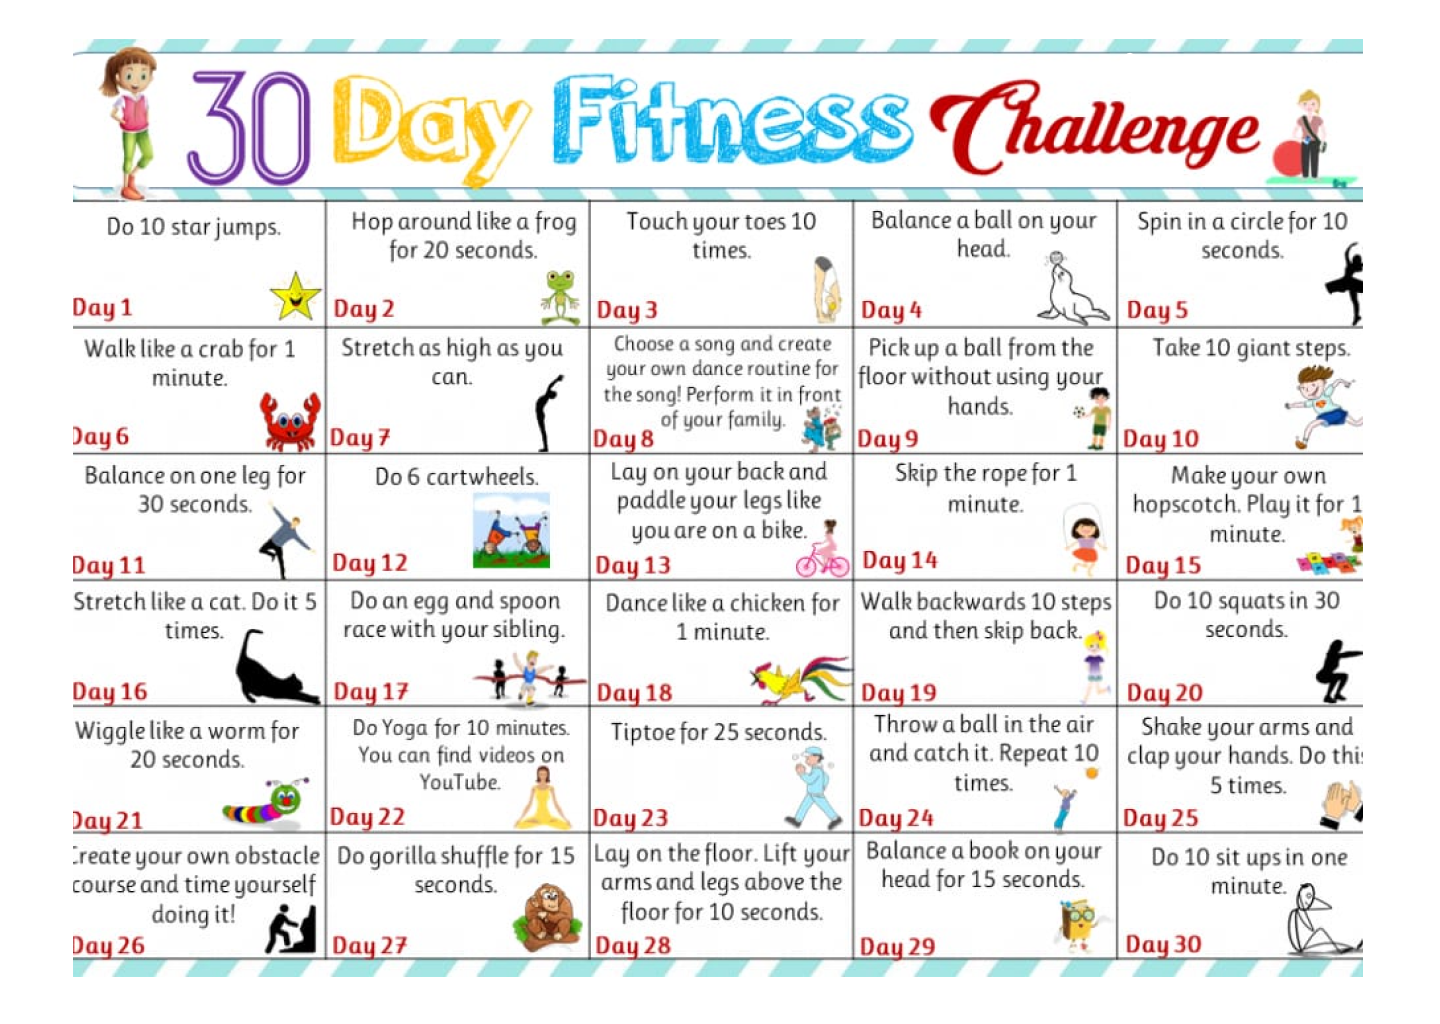 30 Day Fitness Challenge
Do 10 star jumps.
Day 1
Hop around like a frog
for 20 seconds.
Day 2
Touch your toes 10
times.
Day 3
Balance a ball on your
head.
Day 4
Spin in a circle for 10
seconds.
Day 5
Walk like a crab for 1
minute.
Day 6
Stretch as high as you
can.
Day 7
Choose a song and create
your own dance routine for
the song! Perform it in front
of your family.
Day 8
Pick up a ball from the
floor without using your
hands.
Day 9
Take 10 giant steps.
Day 10
Balance on one leg for
30 seconds.
Day 11
Do 6 cartwheels.
Day 12
Lay on your back and
paddle your legs like
you are on a bike.
Day 13
Skip the rope for 1
minute.
Day 14
Make your own
hopscotch. Play it for 1
minute.
Day 15
Stretch like a cat. Do it 5
times.
Day 16
Do an egg and spoon
race with your sibling.
Day 17
Dance like a chicken for
1 minute.
Day 18
Walk backwards 10 steps
and then skip back.
Day 19
Do 10 squats in 30
seconds.
Day 20
Wiggle like a worm for
20 seconds.
Day 21
Do Yoga for 10 minutes.
You can find videos on
YouTube.
Day 22
Tiptoe for 25 seconds.
Day 23
Throw a ball in the air
and catch it. Repeat 10
times.
Day 24
Shake your arms and
clap your hands. Do this
5 times.
Day 25
Create your own obstacle
course and time yourself
doing it!
Day 26
Do gorilla shuffle for 15
seconds.
Day 27
Lay on the floor. Lift your
arms and legs above the
floor for 10 seconds.
Day 28
Balance a book on your
head for 15 seconds.
Day 29
Do 10 sit ups in one
minute.
Day 30